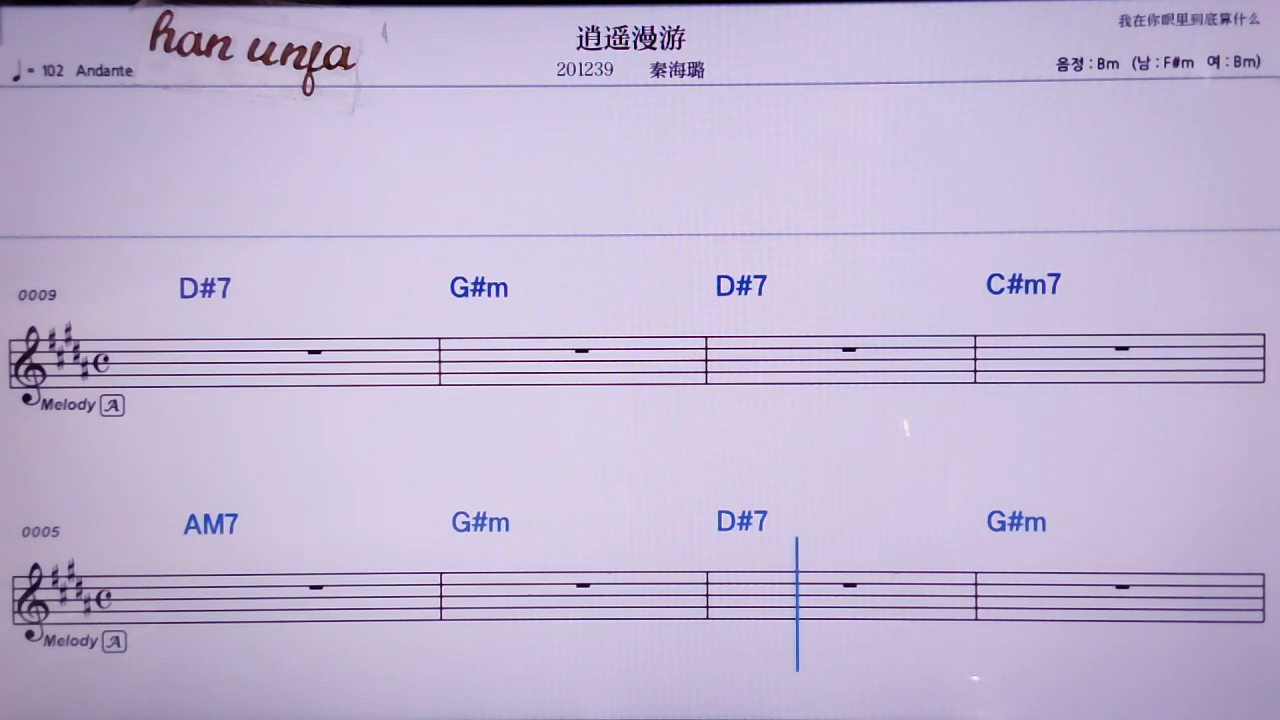 han unfa
逍遥漫游
我在你眼里到底算什么
♩= 102 Andante
201239 秦海璐
음정 : Bm (남 : F#m 여 : Bm)
0009 D#7 G#m D#7 C#m7
Melody A
0005 AM7 G#m D#7 G#m
Melody A